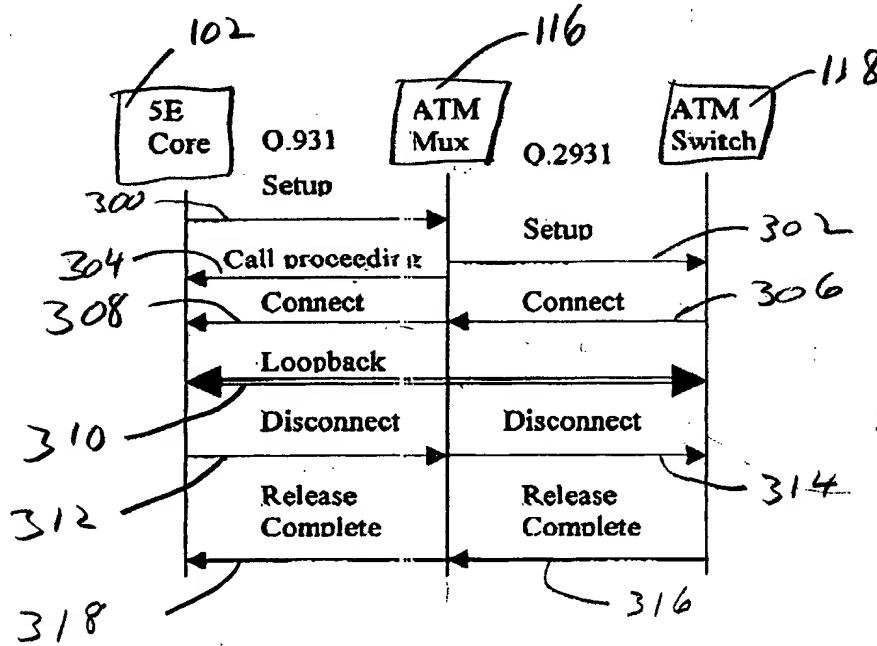 102
116
118
5E
Core
Q.931
ATM
Mux
Q.2931
ATM
Switch
Setup
300
Setup
302
304
Call proceeding
308
Connect
Connect
306
Loopback
310
Disconnect
Disconnect
312
314
Release
Complete
Release
Complete
318
316